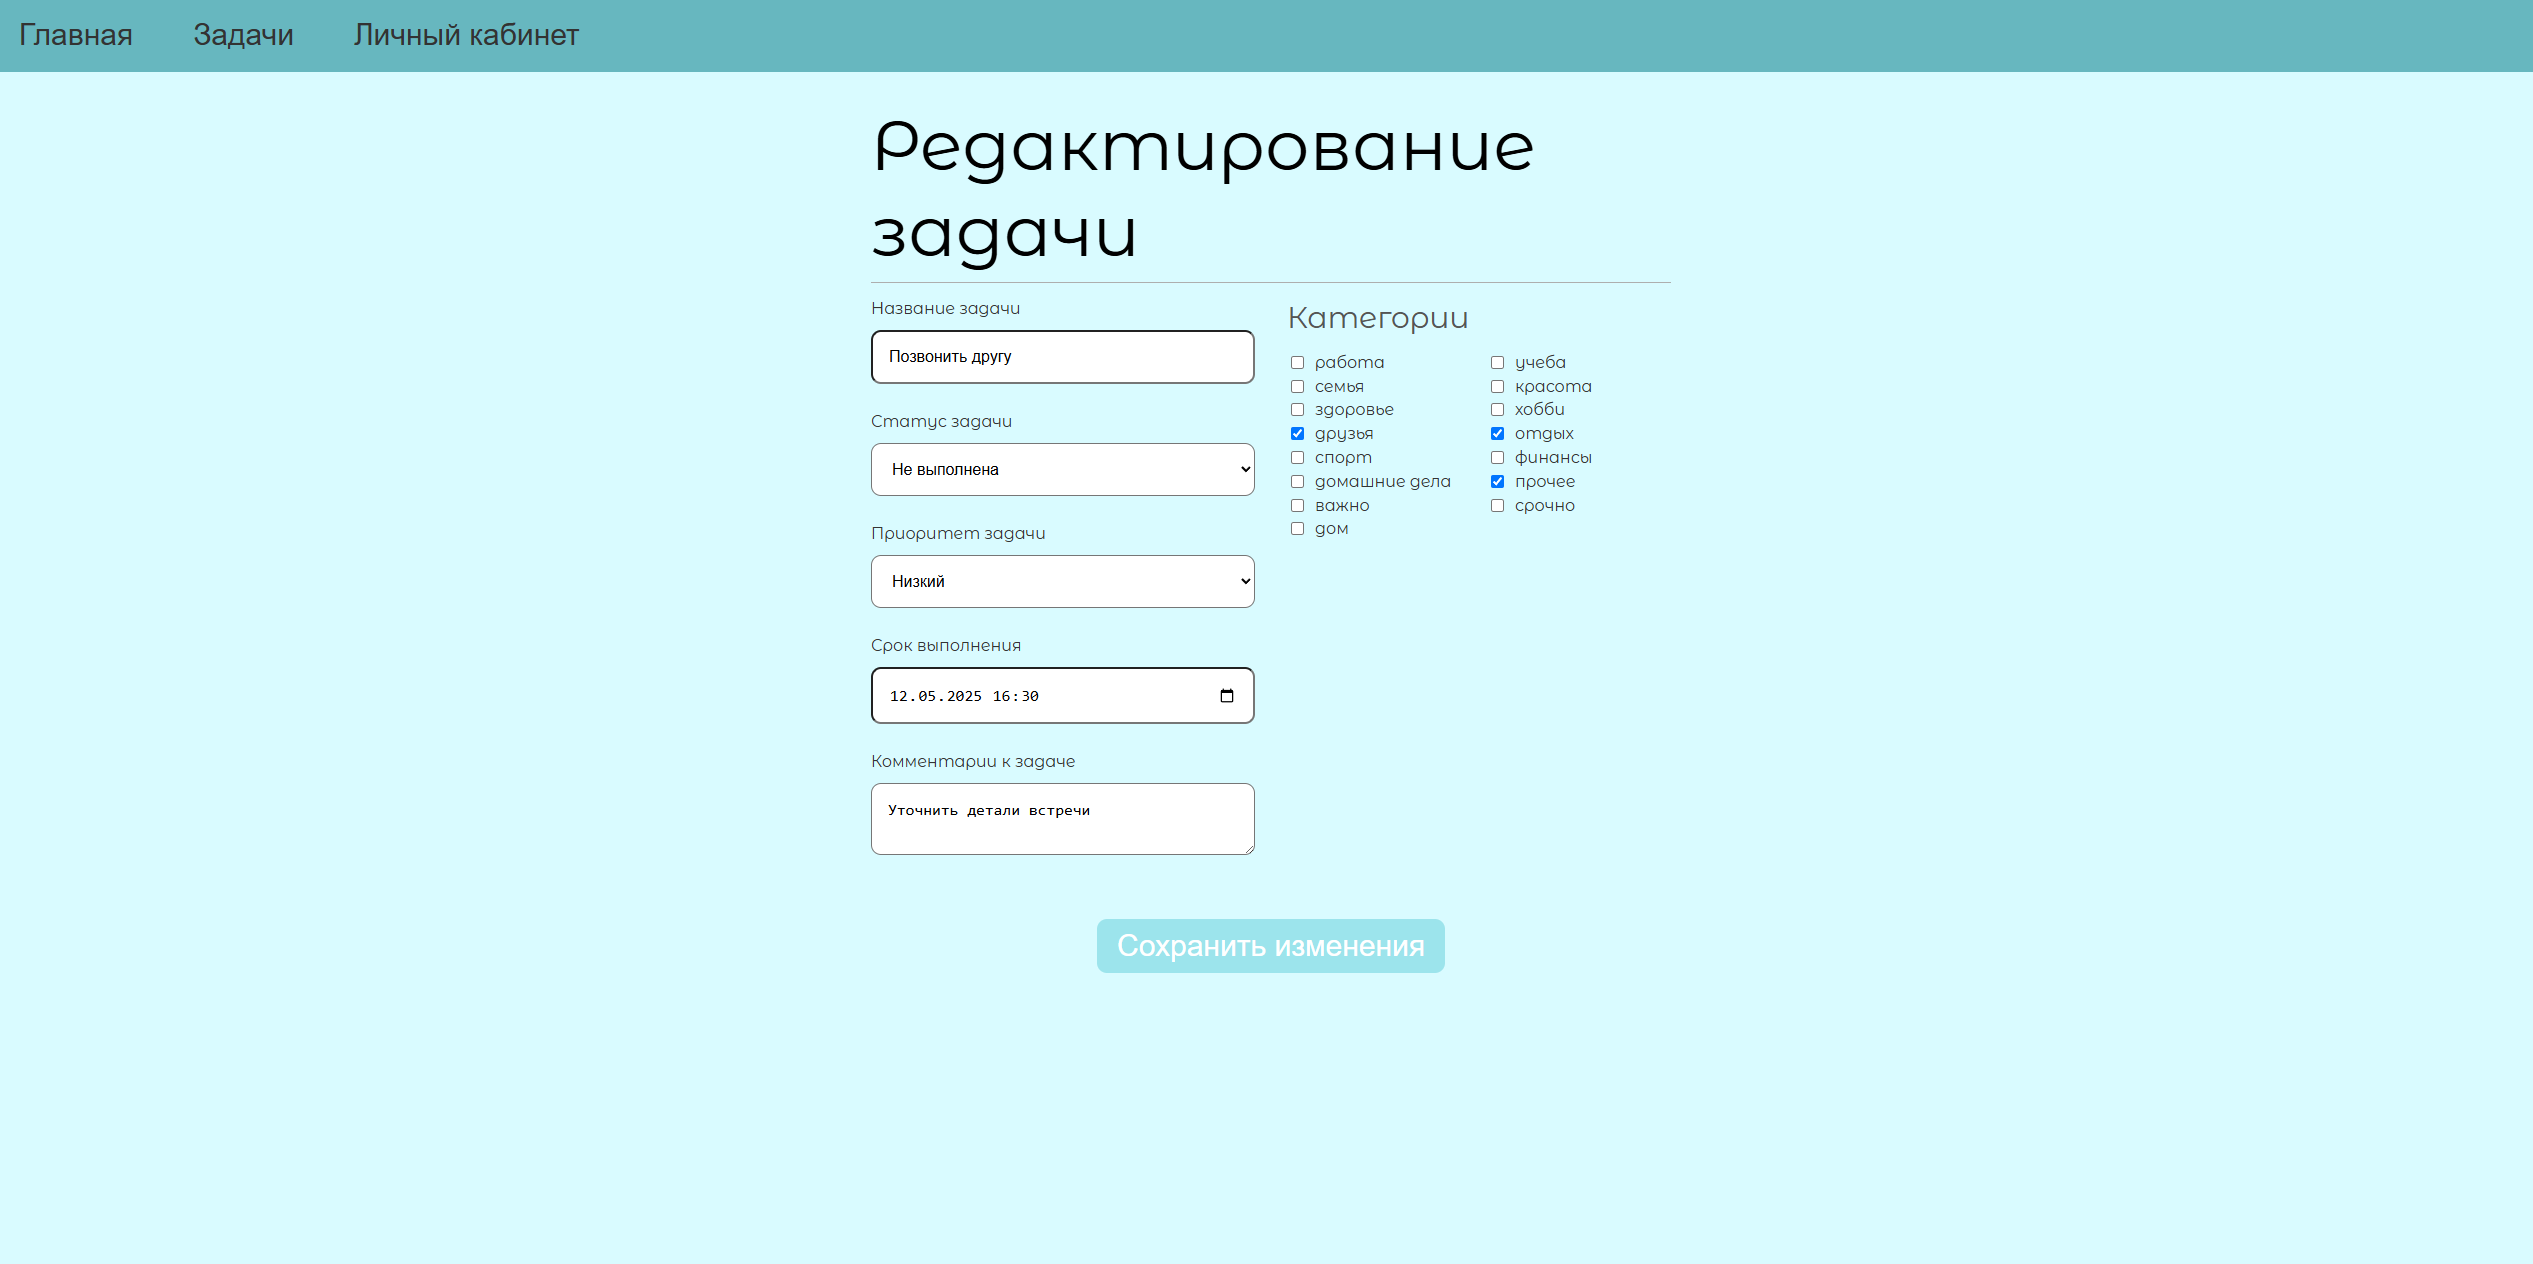 Главная Задачи Личный кабинет
Редактирование
задачи
Название задачи
Позвонить другу
Статус задачи
Не выполнена
Приоритет задачи
Низкий
Срок выполнения
12.05.2025 16:30
Комментарии к задаче
Уточнить детали встречи
Категории
работа учеба
семья красота
здоровье хобби
друзья отдых
спорт финансы
домашние дела прочее
важно срочно
дом
Сохранить изменения